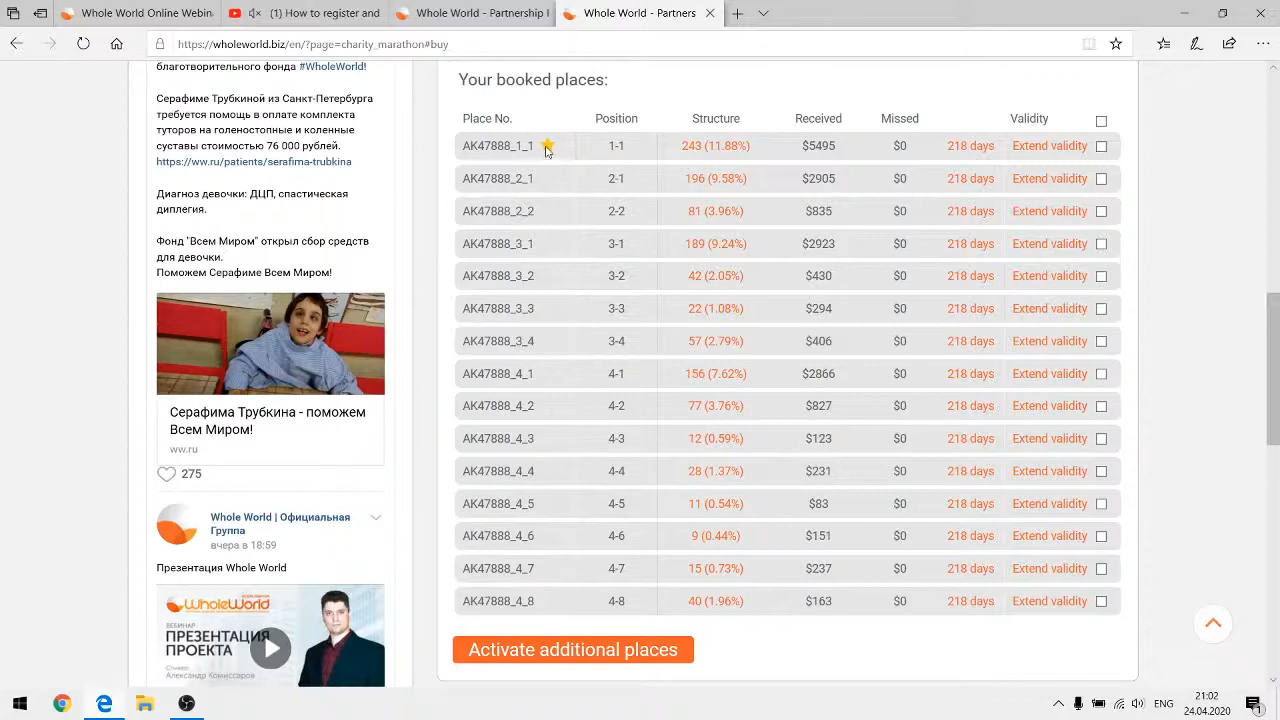 Whole World - Partnership I
Whole World - Partners
https://wholeworld.biz/en/?page=charity_marathon#buy
благотворительного фонда #WholeWorld!
Серафиме Трубкиной из Санкт-Петербурга
требуется помощь в оплате комплекта
туторов на голеностопные и коленные
суставы стоимостью 76 000 рублей.
https://ww.ru/patients/serafima-trubkina
Диагноз девочки: ДЦП, спастическая
диплегия.
Фонд "Всем Миром" открыл сбор средств
для девочки.
Поможем Серафиме Всем Миром!
Серафима Трубкина - поможем
Всем Миром!
ww.ru
275
Whole World | Официальная
Группа
вчера в 18:59
Презентация Whole World
WHOLEWORLD
ВЕБИНАР
ПРЕЗЕНТАЦИЯ
ПРОЕКТА
Спикер:
Александр Комиссаров
Your booked places:
Place No. Position Structure Received Missed Validity
AK47888_1_1 1-1 243 (11.88%) $5495 $0 218 days Extend validity
AK47888_2_1 2-1 196 (9.58%) $2905 $0 218 days Extend validity
AK47888_2_2 2-2 81 (3.96%) $835 $0 218 days Extend validity
AK47888_3_1 3-1 189 (9.24%) $2923 $0 218 days Extend validity
AK47888_3_2 3-2 42 (2.05%) $430 $0 218 days Extend validity
AK47888_3_3 3-3 22 (1.08%) $294 $0 218 days Extend validity
AK47888_3_4 3-4 57 (2.79%) $406 $0 218 days Extend validity
AK47888_4_1 4-1 156 (7.62%) $2866 $0 218 days Extend validity
AK47888_4_2 4-2 77 (3.76%) $827 $0 218 days Extend validity
AK47888_4_3 4-3 12 (0.59%) $123 $0 218 days Extend validity
AK47888_4_4 4-4 28 (1.37%) $231 $0 218 days Extend validity
AK47888_4_5 4-5 11 (0.54%) $83 $0 218 days Extend validity
AK47888_4_6 4-6 9 (0.44%) $151 $0 218 days Extend validity
AK47888_4_7 4-7 15 (0.73%) $237 $0 218 days Extend validity
AK47888_4_8 4-8 40 (1.96%) $163 $0 218 days Extend validity
Activate additional places
ENG
21:02
24.04.2020